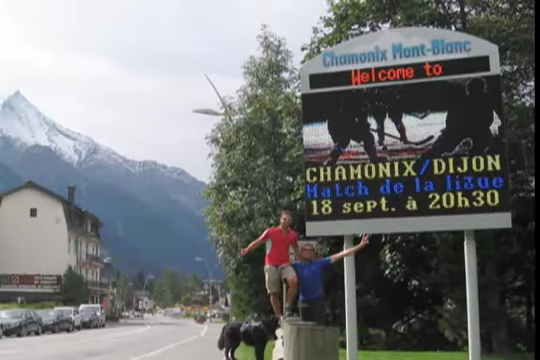 Chamonix Mont-Blanc
Welcome to
CHAMONIX/DIJON
Match de la ligue
18 sept. à 20h30